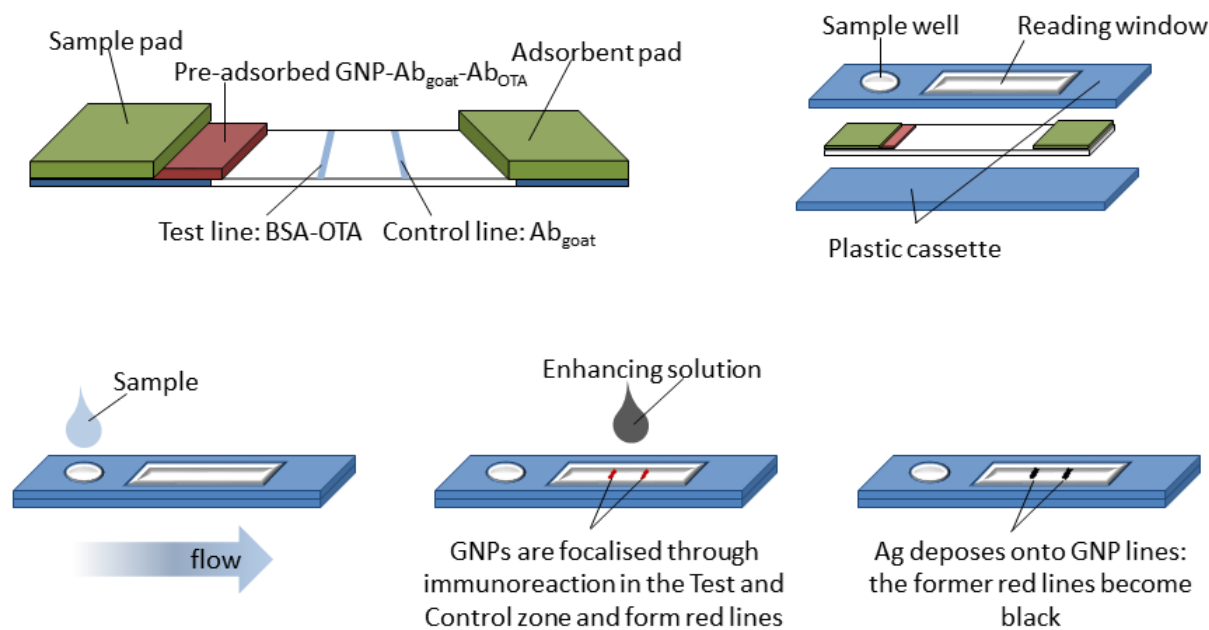 Sample pad
Pre-adsorbed GNP-Abgoat-AbOTA
Adsorbent pad
Test line: BSA-OTA
Control line: Abgoat
Sample well
Reading window
Plastic cassette
Sample
flow
Enhancing solution
GNPs are focalised through
immunoreaction in the Test and
Control zone and form red lines
Ag deposes onto GNP lines:
the former red lines become
black